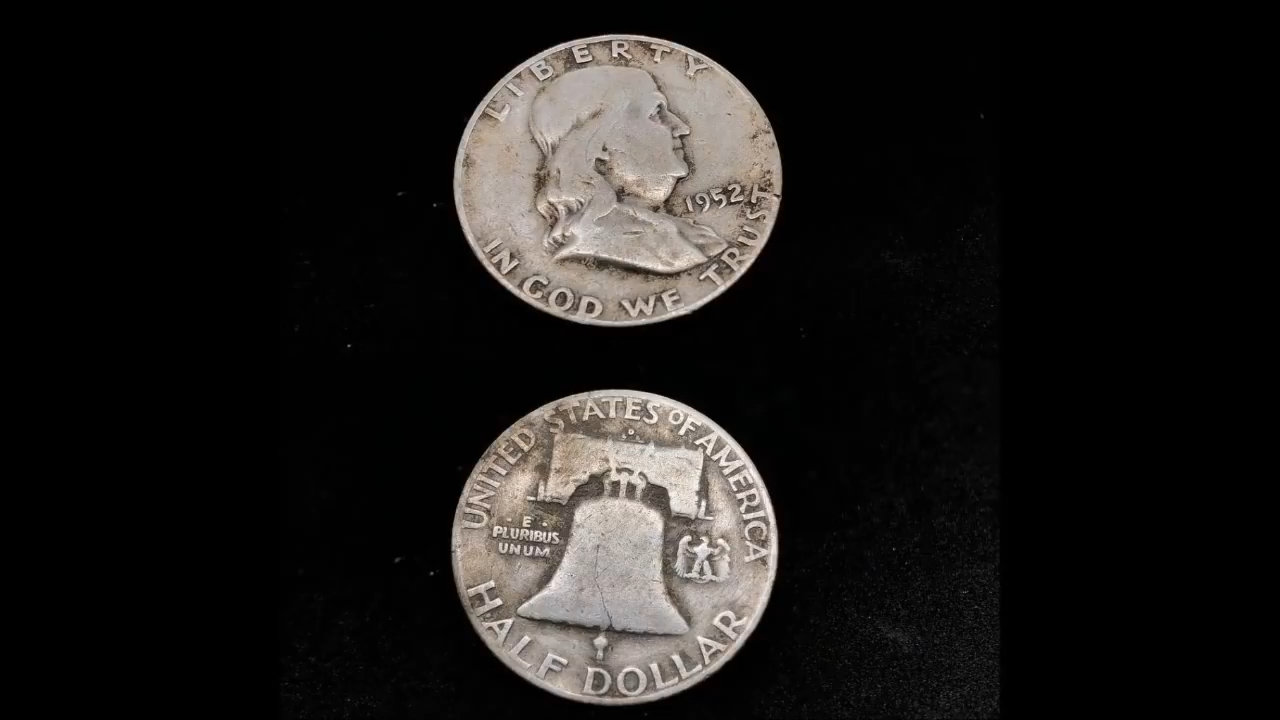 LIBERTY
1952
IN GOD WE TRUST
UNITED STATES OF AMERICA
D
E
PLURIBUS
UNUM
HALF DOLLAR